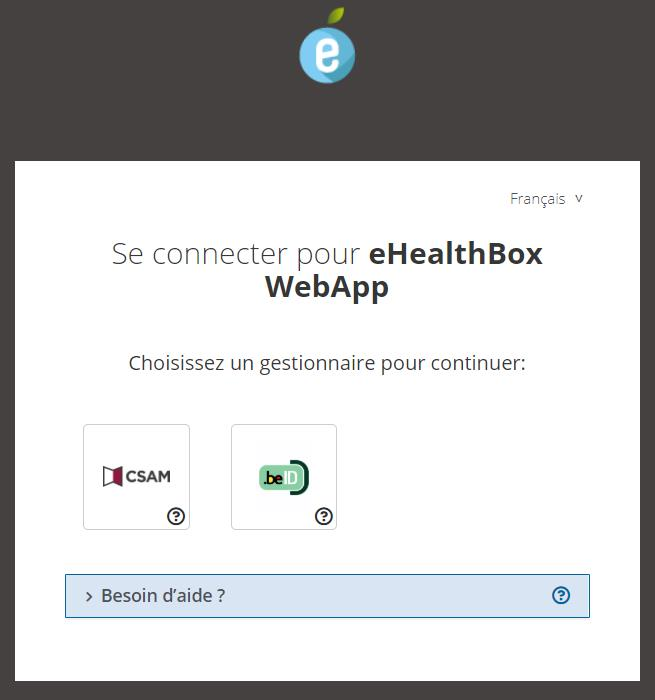 e
Français
Se connecter pour eHealthBox
WebApp
Choisissez un gestionnaire pour continuer:
CSAM
.beID
Besoin d’aide ?